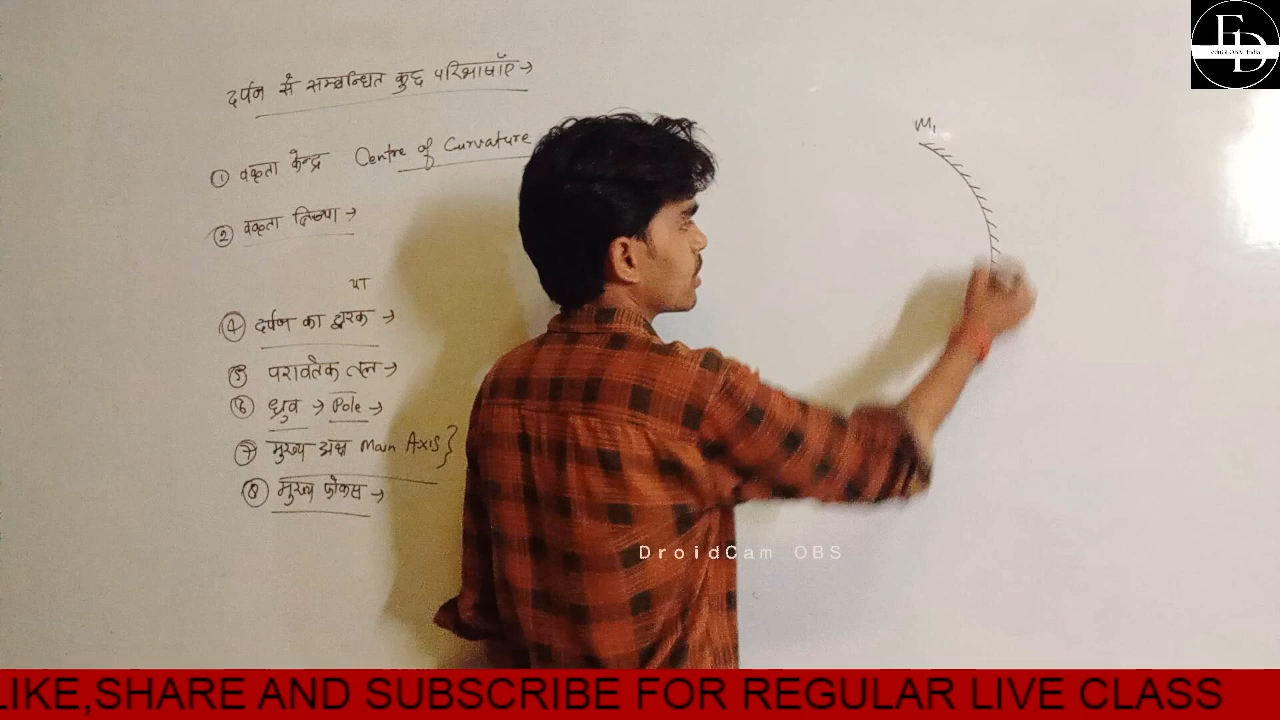 दर्पण से सम्बन्धित कुछ परिभाषाएँ →
① वक्रता केन्द्र Centre of Curvature
② वक्रता त्रिज्या →
या
④ दर्पण का द्वारक →
⑤ परावर्तक तल →
⑥ ध्रुव → Pole →
⑦ मुख्य अक्ष Main Axis }
⑧ मुख्य फोकस →
M₁
ED
DroidCam OBS
LIKE,SHARE AND SUBSCRIBE FOR REGULAR LIVE CLASS